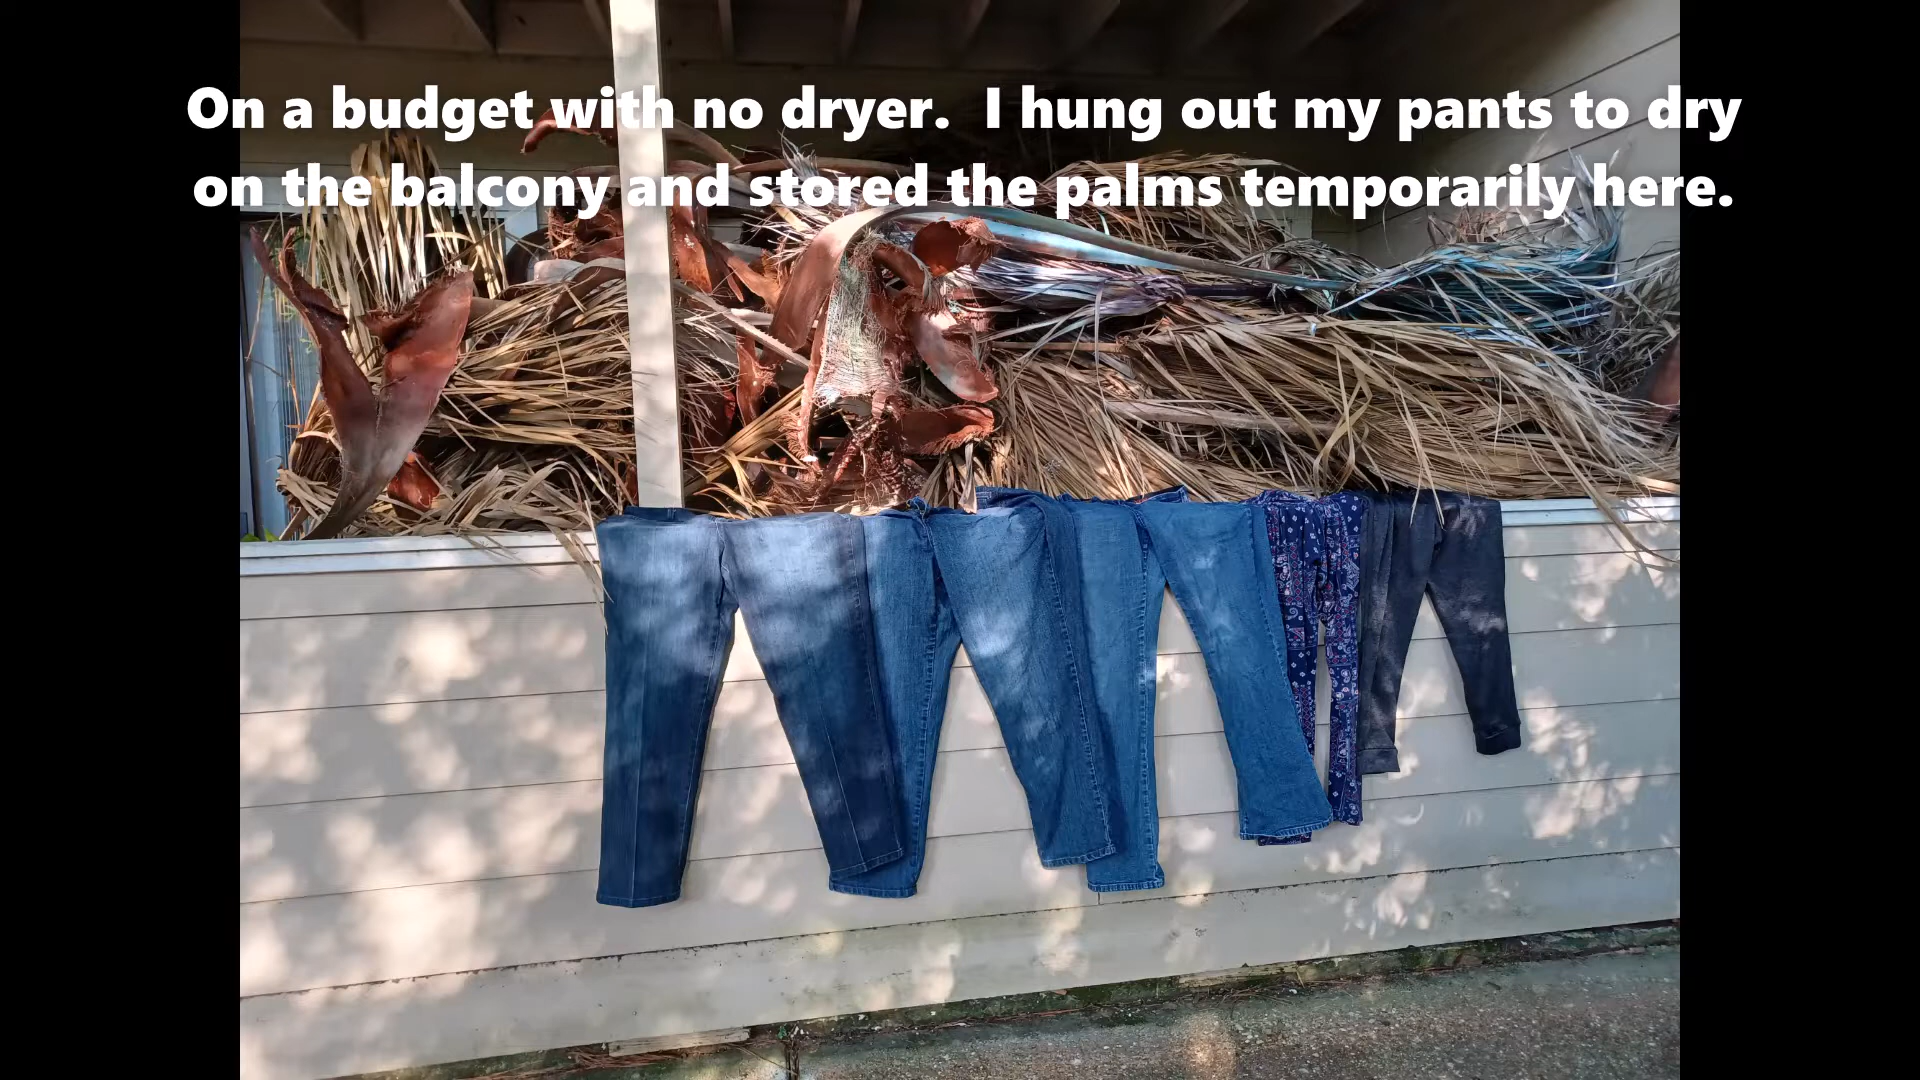 On a budget with no dryer.  I hung out my pants to dry
on the balcony and stored the palms temporarily here.